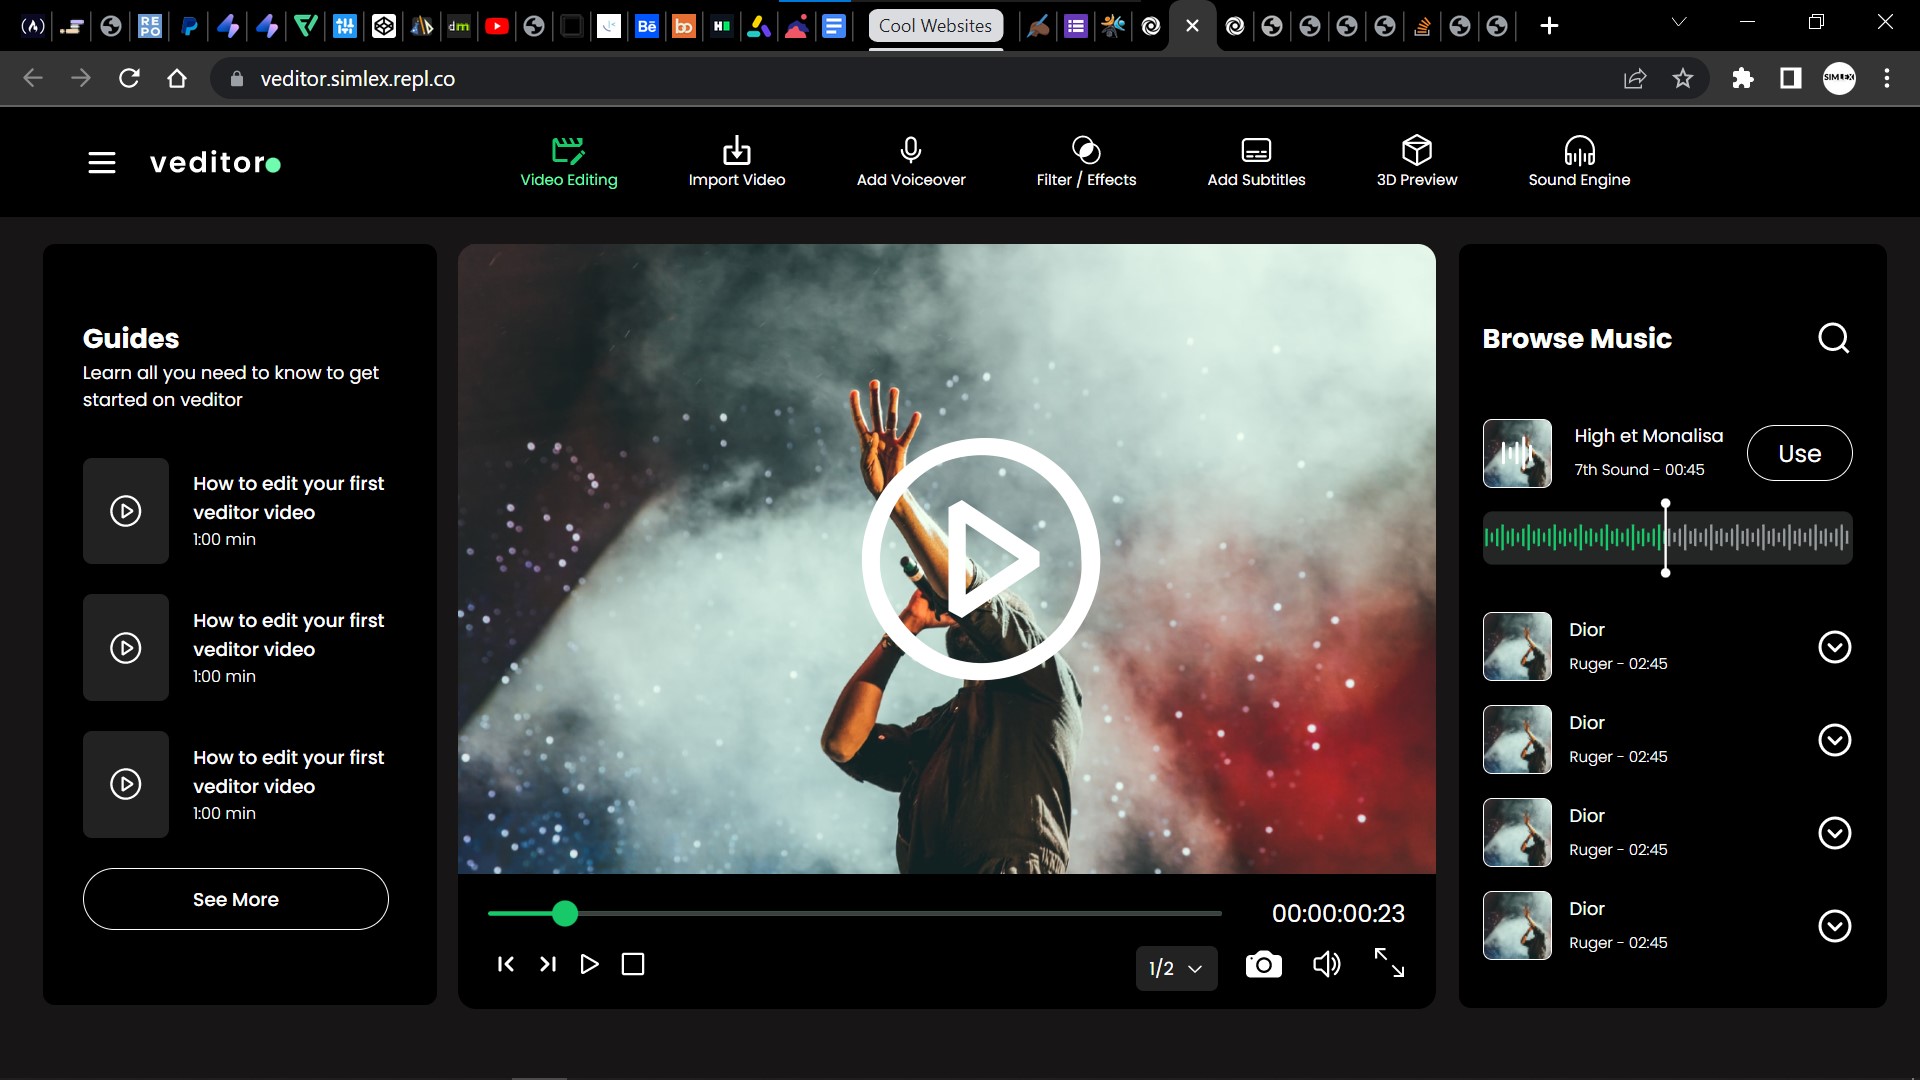 Cool Websites
veditor.simlex.repl.co
SIMLEX
veditor
Video Editing
Import Video
Add Voiceover
Filter / Effects
Add Subtitles
3D Preview
Sound Engine
Guides
Learn all you need to know to get
started on veditor
How to edit your first
veditor video
1:00 min
How to edit your first
veditor video
1:00 min
How to edit your first
veditor video
1:00 min
See More
00:00:00:23
1/2
Browse Music
High et Monalisa
7th Sound - 00:45
Use
Dior
Ruger - 02:45
Dior
Ruger - 02:45
Dior
Ruger - 02:45
Dior
Ruger - 02:45